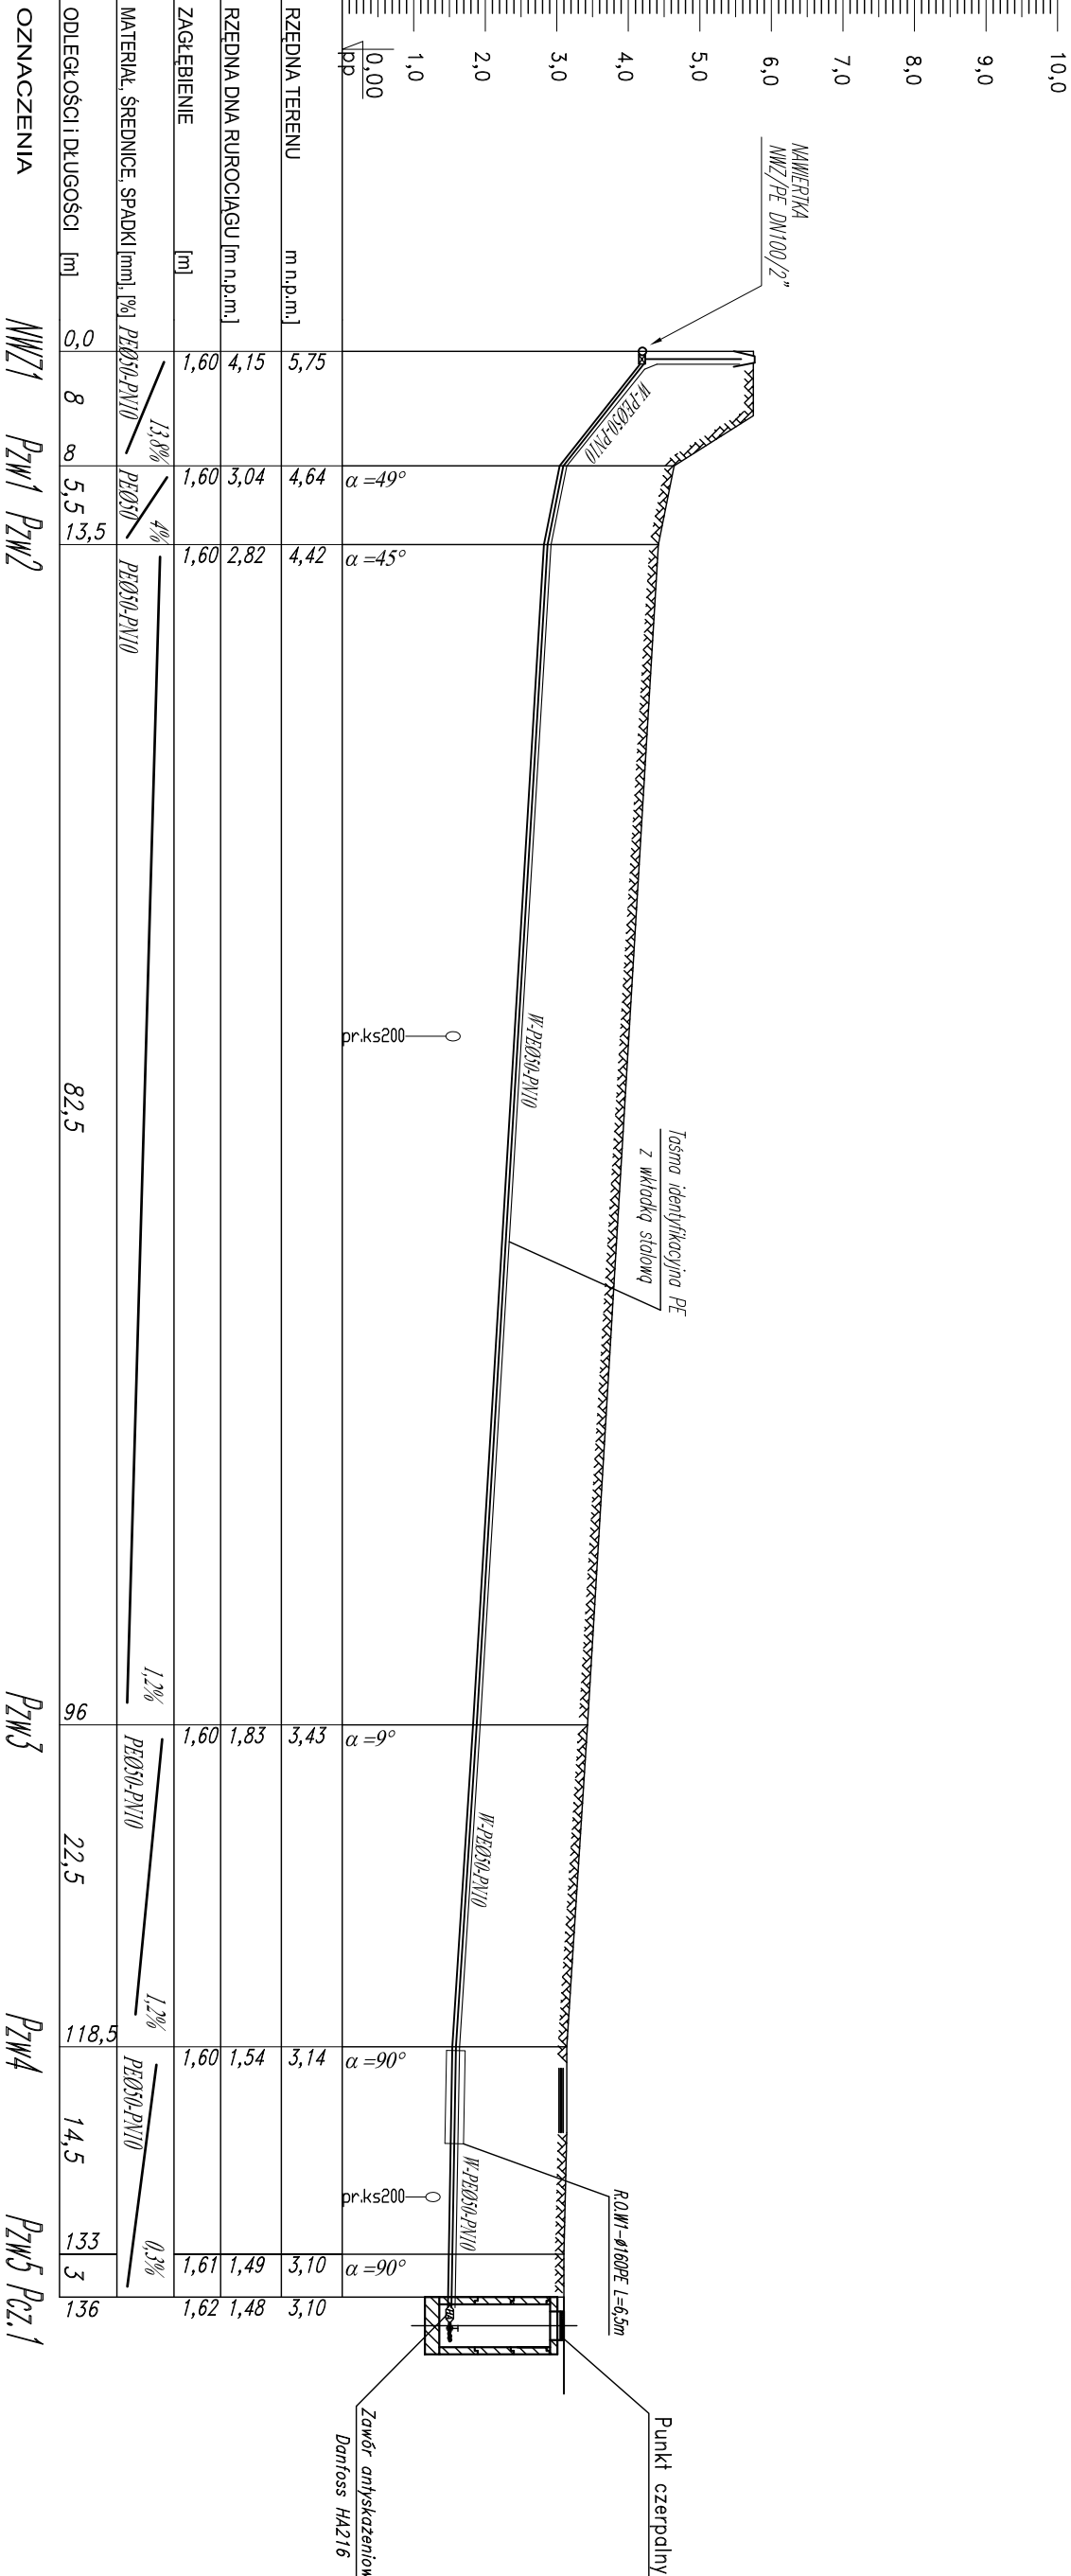 10,0
9,0
8,0
7,0
6,0
5,0
4,0
3,0
2,0
1,0
0,00
pp
NAWIERTKA
NWZ/PE DN100/2"
W-PEØ50-PN10
W-PEØ50-PN10
Taśma identyfikacyjna PE
z wkładką stalową
W-PEØ50-PN10
W-PEØ50-PN10
R.O.W1-ø160PE L=6,5m
Punkt czerpalny
Zawór antyskażeniow
Danfoss HA216
pr.ks200
pr.ks200
α=49° α=45° α=9° α=90° α=90°
RZĘDNA TERENU m n.p.m.] 5,75 4,64 4,42 3,43 3,14 3,10 3,10
RZĘDNA DNA RUROCIĄGU [m n.p.m.] 4,15 3,04 2,82 1,83 1,54 1,49 1,48
ZAGŁĘBIENIE [m] 1,60 1,60 1,60 1,60 1,60 1,61 1,62
13,8% 4% 1,2% 1,2% 0,3%
MATERIAŁ, ŚREDNICE, SPADKI [mm], [%] PEØ50-PN10 PEØ50 PEØ50-PN10 PEØ50-PN10 PEØ50-PN10
ODLEGŁOŚCI i DŁUGOŚCI [m] 0,0 8 8 5,5 13,5 82,5 96 22,5 118,5 14,5 133 3 136
OZNACZENIA NWZ1 Pzw1 Pzw2 Pzw3 Pzw4 Pzw5 Pcz.1